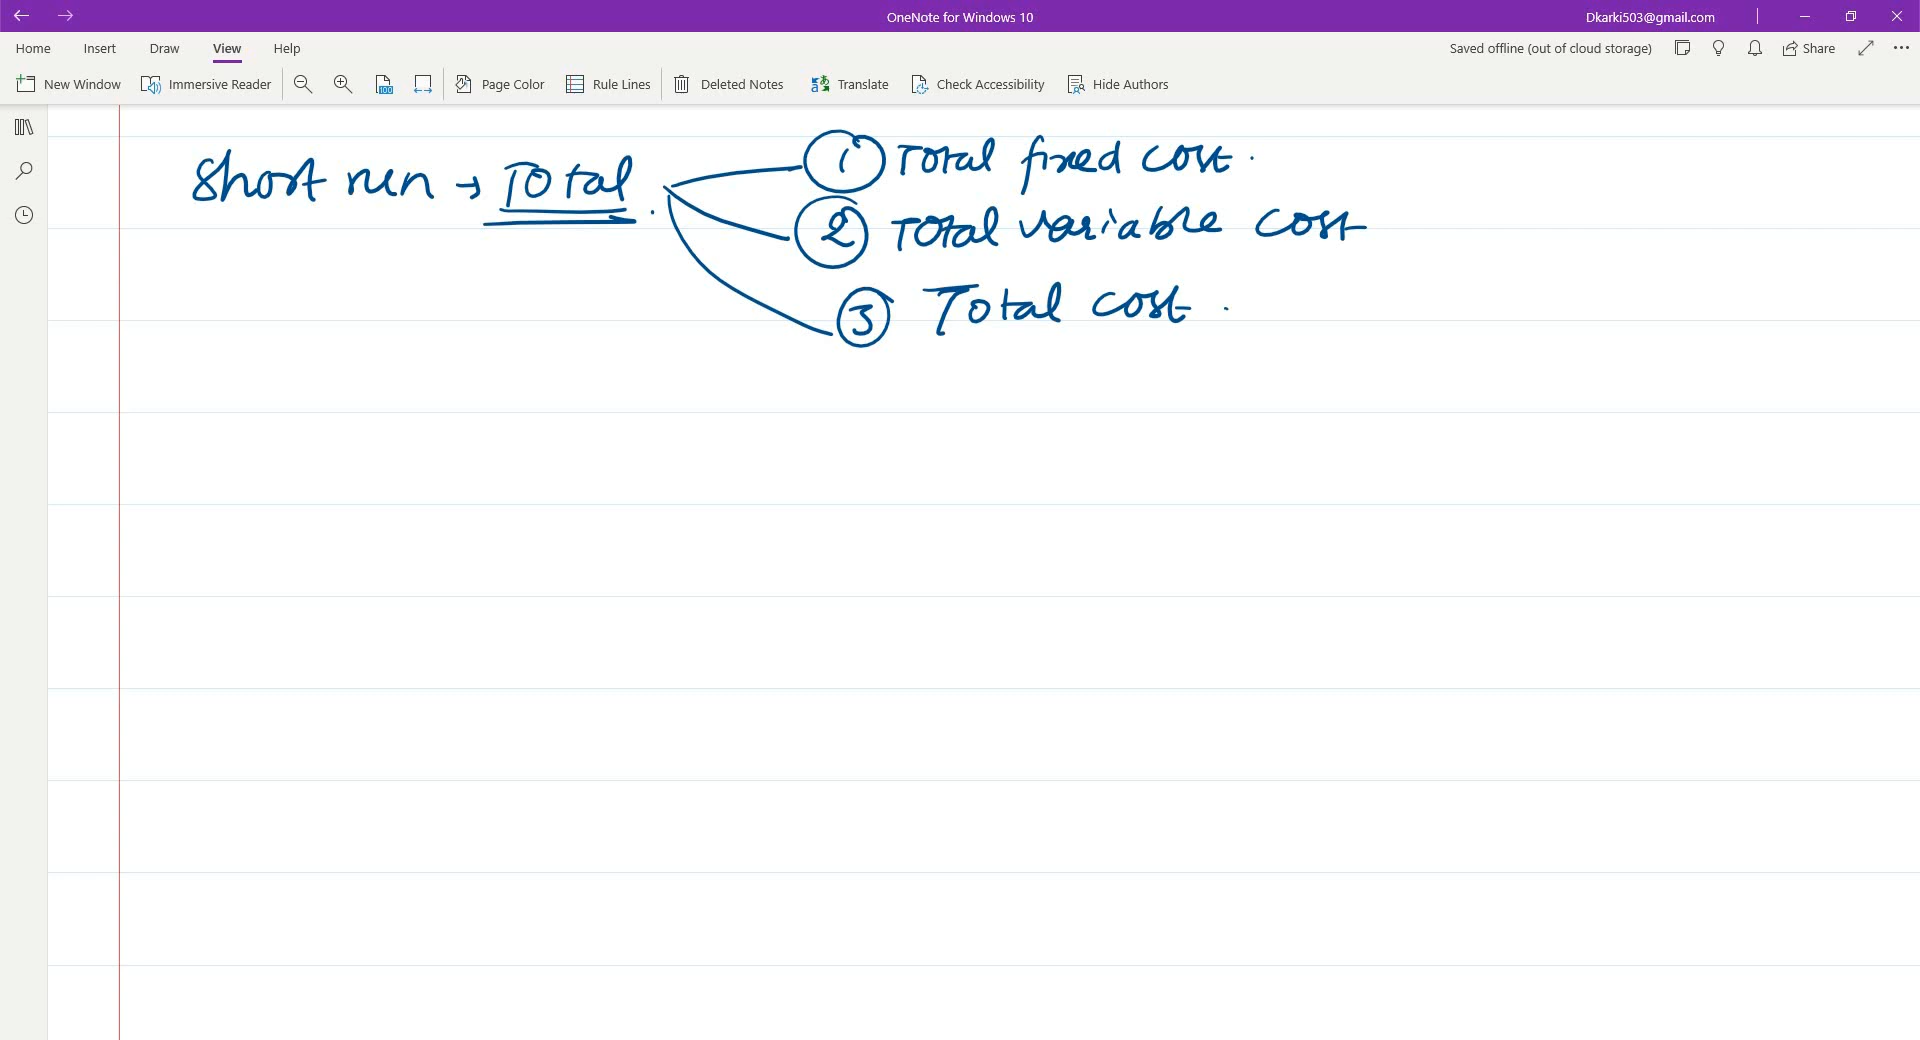 OneNote for Windows 10
Dkarki503@gmail.com
Home Insert Draw View Help
Saved offline (out of cloud storage) Share
New Window Immersive Reader 100 Page Color Rule Lines Deleted Notes Translate Check Accessibility Hide Authors
Short run → Total.
① Total fixed cost.
② Total variable cost
③ Total cost.